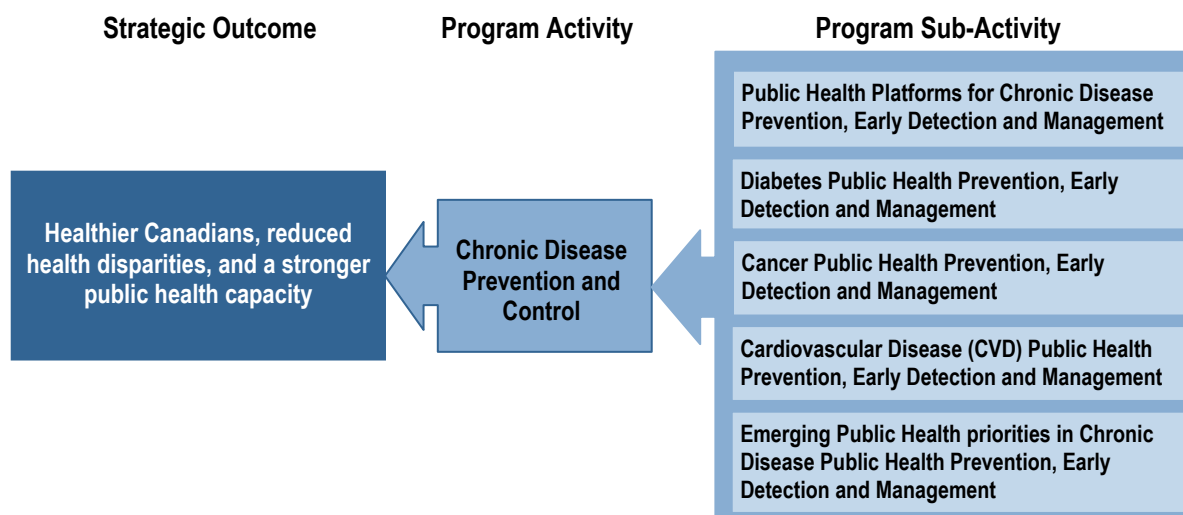 Strategic Outcome
Program Activity
Program Sub-Activity
Healthier Canadians, reduced
health disparities, and a stronger
public health capacity
Chronic Disease
Prevention and
Control
Public Health Platforms for Chronic Disease
Prevention, Early Detection and Management
Diabetes Public Health Prevention, Early
Detection and Management
Cancer Public Health Prevention, Early
Detection and Management
Cardiovascular Disease (CVD) Public Health
Prevention, Early Detection and Management
Emerging Public Health priorities in Chronic
Disease Public Health Prevention, Early
Detection and Management